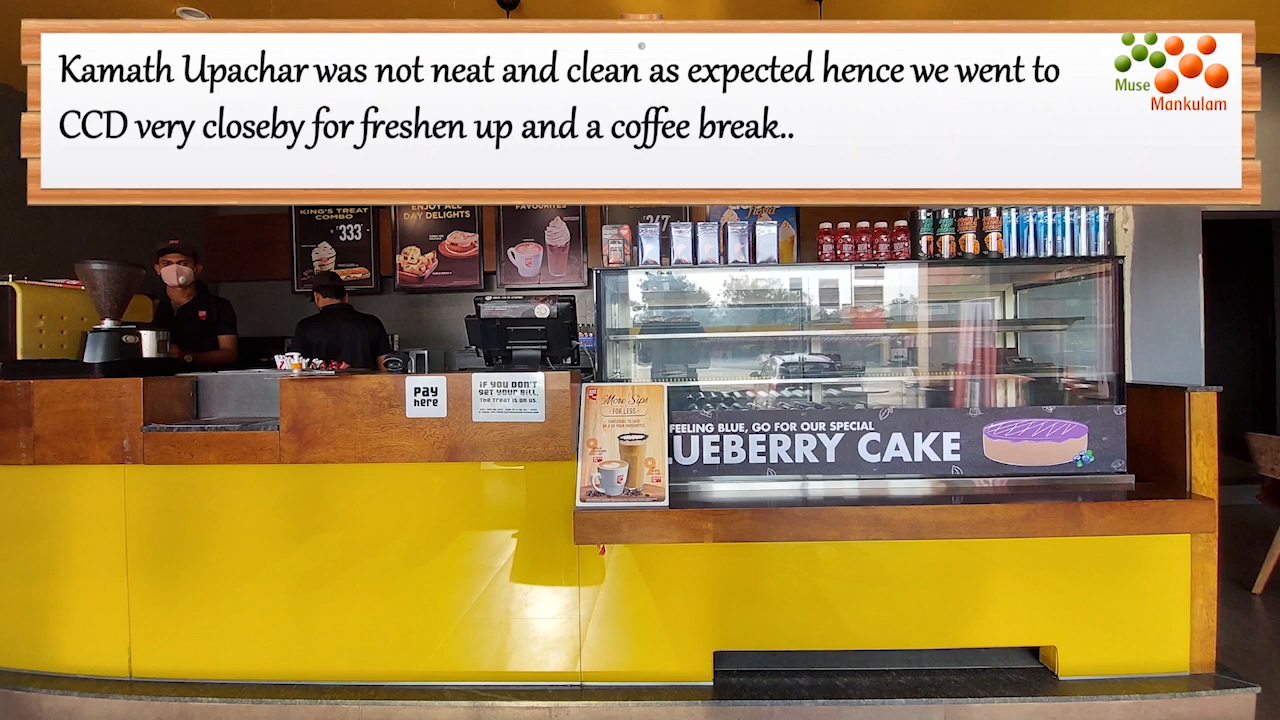 Kamath Upachar was not neat and clean as expected hence we went to
CCD very closeby for freshen up and a coffee break..
Muse
Mankulam
KING'S TREAT
COMBO
333
ENJOY ALL
DAY DELIGHTS
FAVOURITES
247
Pay
here
IF YOU DON'T
GET YOUR BILL,
THE TREAT IS ON US.
More Sips
FOR LESS
FEELING BLUE, GO FOR OUR SPECIAL
LUEBERRY CAKE